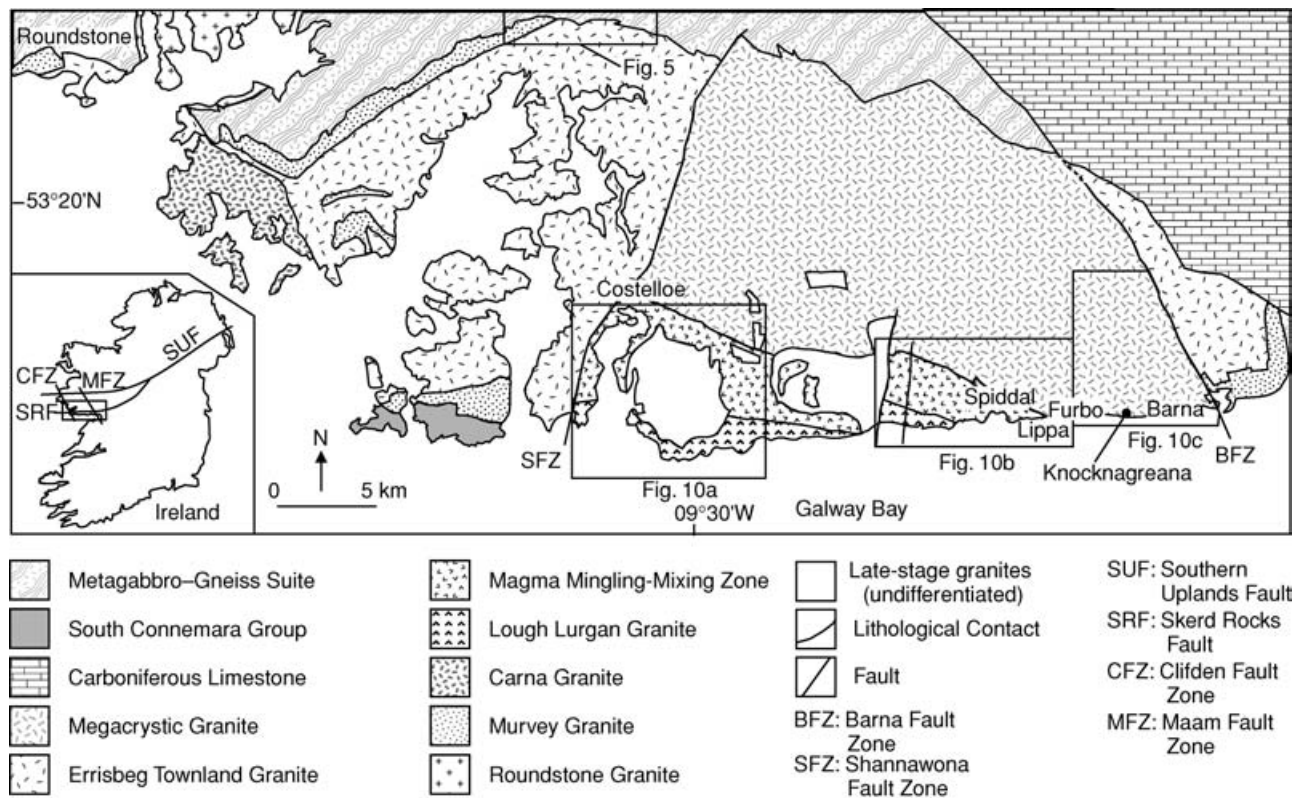 Roundstone
Fig. 5
53°20'N
Costelloe
SUF
CFZ
MFZ
SRF
Spiddal
Furbo
Barna
Lippa
N
SFZ
Fig. 10b
Fig. 10c
BFZ
Knocknagreana
0 5 km
Fig. 10a
Ireland
09°30'W
Galway Bay
Metagabbro–Gneiss Suite
South Connemara Group
Carboniferous Limestone
Megacrystic Granite
Errisbeg Townland Granite
Magma Mingling-Mixing Zone
Lough Lurgan Granite
Carna Granite
Murvey Granite
Roundstone Granite
Late-stage granites
(undifferentiated)
Lithological Contact
Fault
BFZ: Barna Fault
Zone
SFZ: Shannawona
Fault Zone
SUF: Southern
Uplands Fault
SRF: Skerd Rocks
Fault
CFZ: Clifden Fault
Zone
MFZ: Maam Fault
Zone